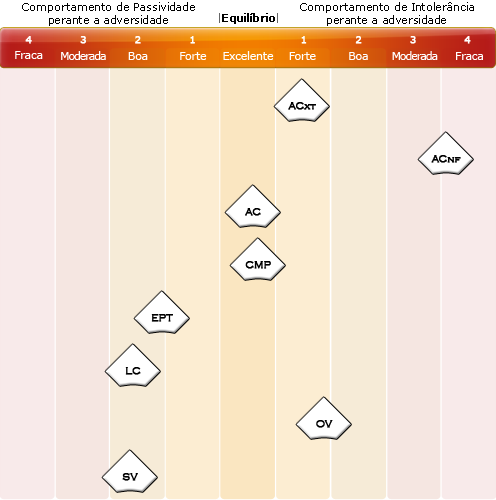 Comportamento de Passividade
perante a adversidade
|Equilíbrio|
Comportamento de Intolerância
perante a adversidade
4 3 2 1 1 2 3 4
Fraca Moderada Boa Forte Excelente Forte Boa Moderada Fraca
ACxt
ACnf
AC
CMP
EPT
LC
OV
SV